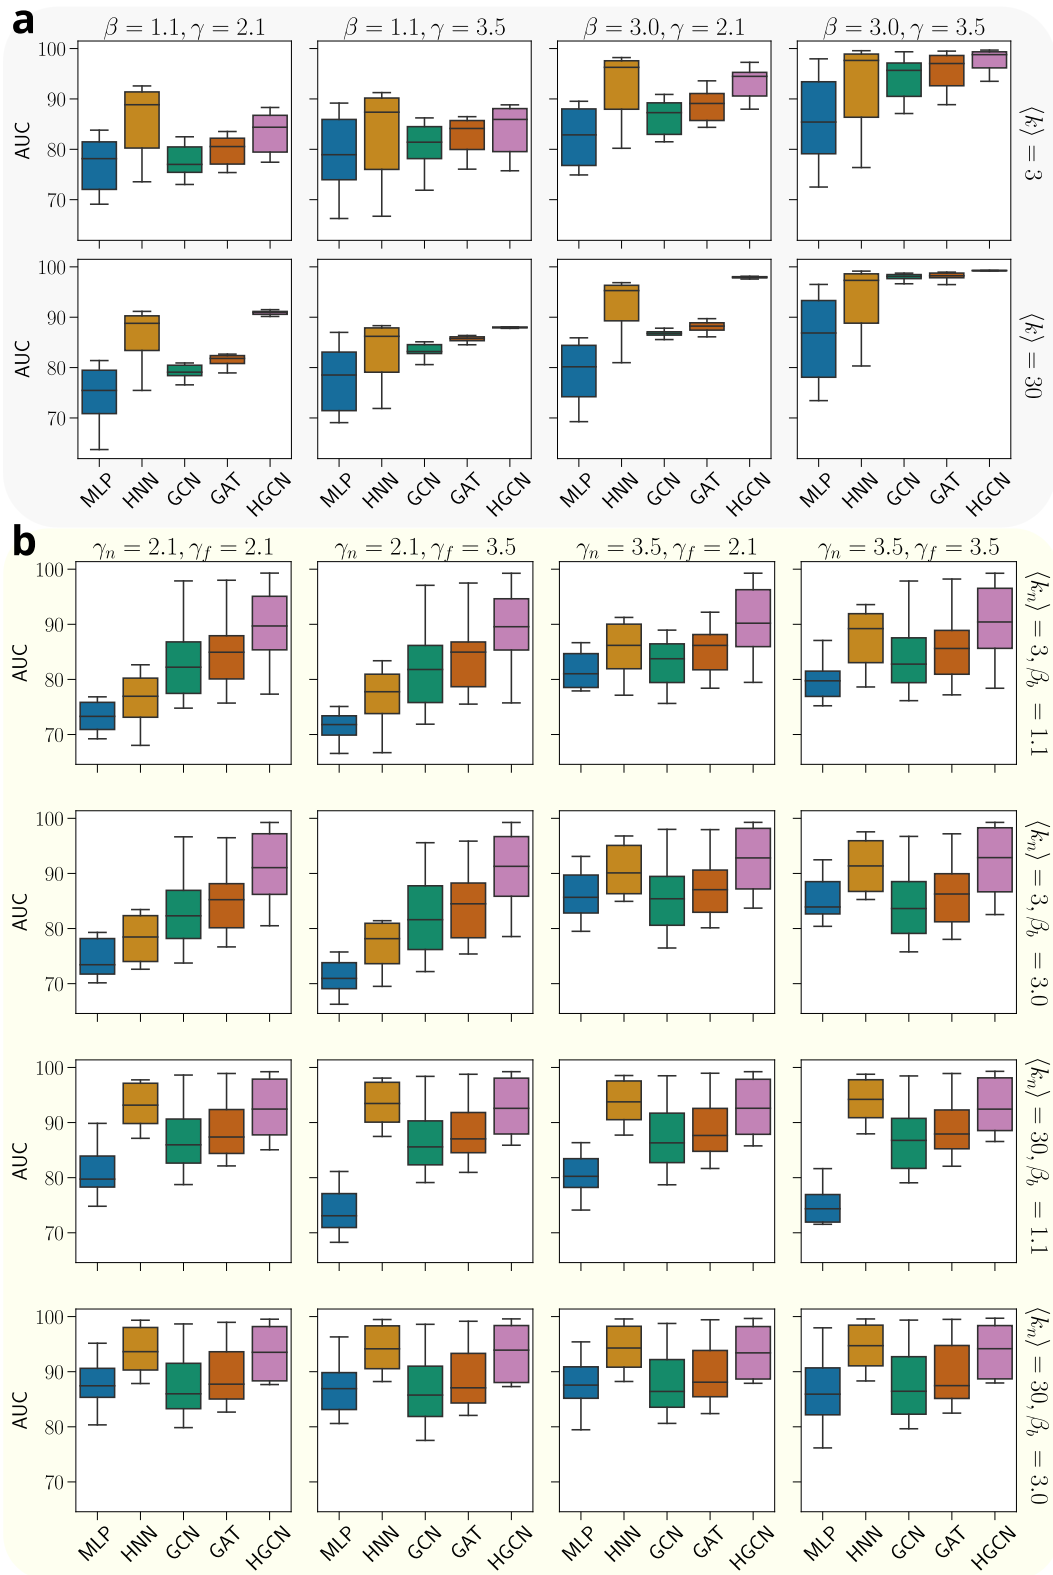 a
β = 1.1, γ = 2.1
β = 1.1, γ = 3.5
β = 3.0, γ = 2.1
β = 3.0, γ = 3.5
100
90
80
70
AUC
⟨k⟩ = 3
100
90
80
70
AUC
⟨k⟩ = 30
MLP HNN GCN GAT HGCN
MLP HNN GCN GAT HGCN
MLP HNN GCN GAT HGCN
MLP HNN GCN GAT HGCN
b
γn = 2.1, γf = 2.1
γn = 2.1, γf = 3.5
γn = 3.5, γf = 2.1
γn = 3.5, γf = 3.5
100
90
80
70
AUC
⟨kn⟩ = 3, βb = 1.1
100
90
80
70
AUC
⟨kn⟩ = 3, βb = 3.0
100
90
80
70
AUC
⟨kn⟩ = 30, βb = 1.1
100
90
80
70
AUC
⟨kn⟩ = 30, βb = 3.0
MLP HNN GCN GAT HGCN
MLP HNN GCN GAT HGCN
MLP HNN GCN GAT HGCN
MLP HNN GCN GAT HGCN